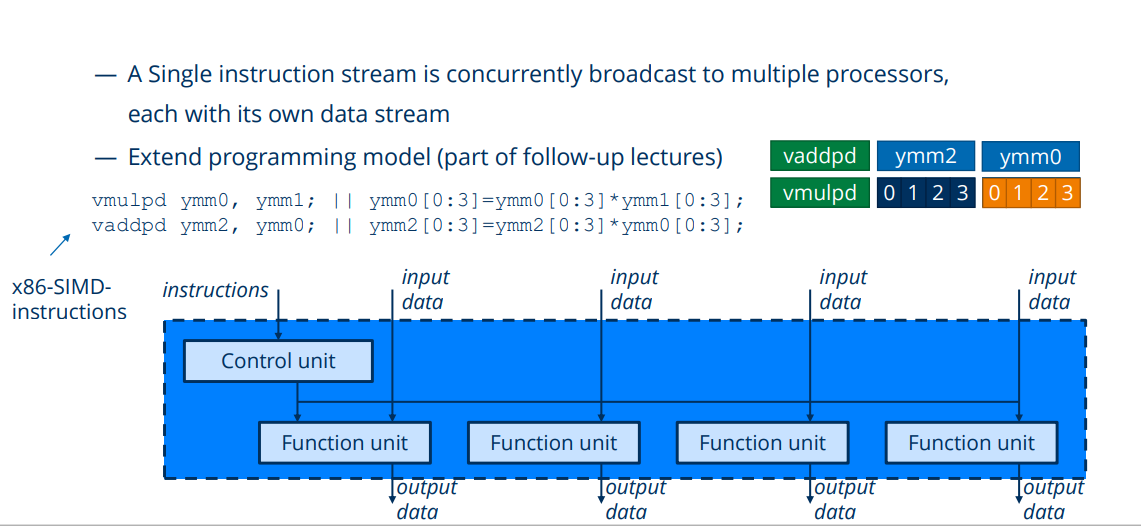 — A Single instruction stream is concurrently broadcast to multiple processors,
each with its own data stream
— Extend programming model (part of follow-up lectures)
vaddpd ymm2 ymm0
vmulpd 0 1 2 3 0 1 2 3
vmulpd ymm0, ymm1; || ymm0[0:3]=ymm0[0:3]*ymm1[0:3];
vaddpd ymm2, ymm0; || ymm2[0:3]=ymm2[0:3]*ymm0[0:3];
x86-SIMD-
instructions
instructions
input
data
input
data
input
data
input
data
Control unit
Function unit
Function unit
Function unit
Function unit
output
data
output
data
output
data
output
data